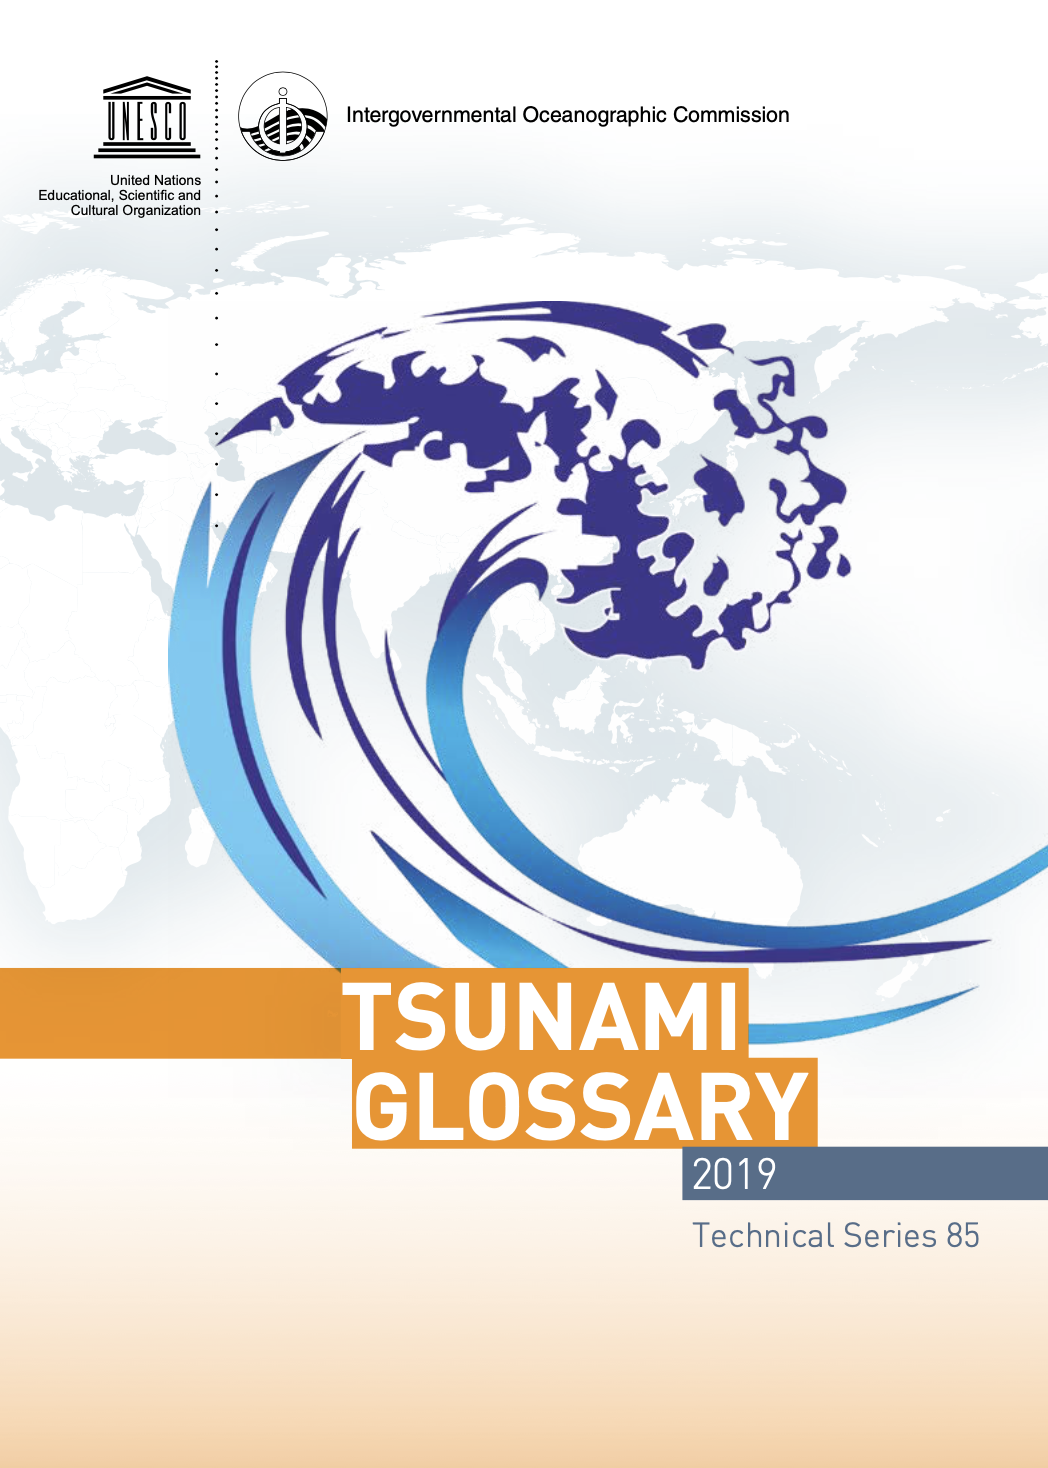 UNESCO
United Nations
Educational, Scientific and
Cultural Organization
Intergovernmental Oceanographic Commission
TSUNAMI
GLOSSARY
2019
Technical Series 85